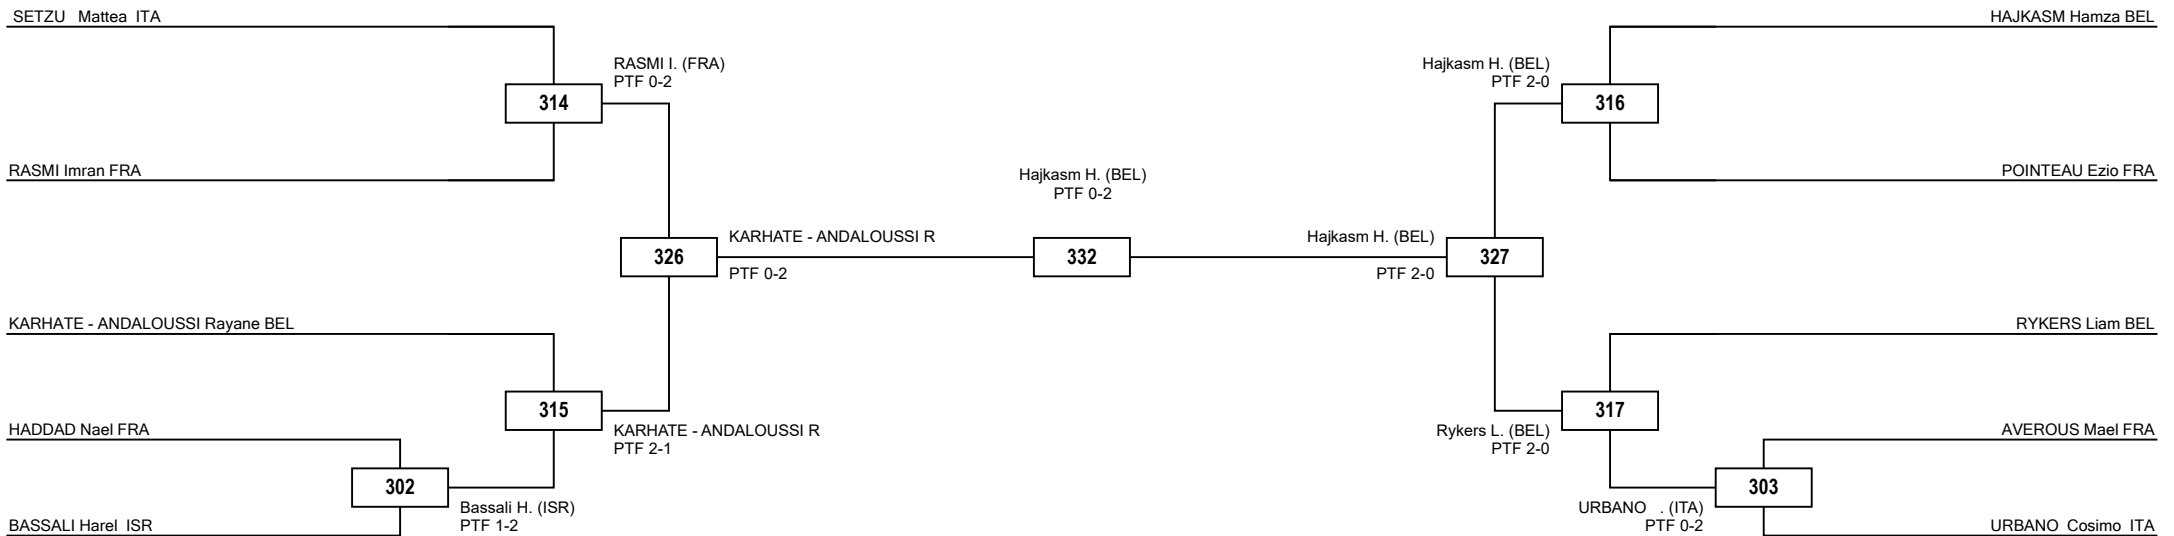 SETZU Mattea ITA
HAJKASM Hamza BEL
RASMI I. (FRA)
PTF 0-2
Hajkasm H. (BEL)
PTF 2-0
314
316
RASMI Imran FRA
POINTEAU Ezio FRA
Hajkasm H. (BEL)
PTF 0-2
KARHATE - ANDALOUSSI R
Hajkasm H. (BEL)
326
332
327
PTF 0-2
PTF 2-0
KARHATE - ANDALOUSSI Rayane BEL
RYKERS Liam BEL
315
317
HADDAD Nael FRA
KARHATE - ANDALOUSSI R
PTF 2-1
Rykers L. (BEL)
PTF 2-0
AVEROUS Mael FRA
302
303
Bassali H. (ISR)
PTF 1-2
URBANO . (ITA)
PTF 0-2
BASSALI Harel ISR
URBANO Cosimo ITA